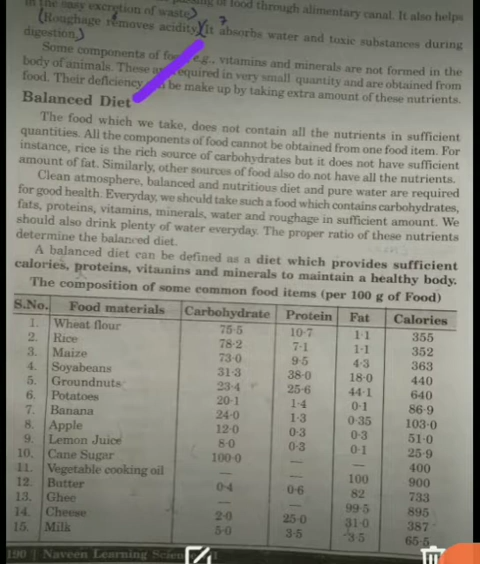 in the easy excretion of waste)
of food through alimentary canal. It also helps
(Roughage removes acidity)(It absorbs water and toxic substances during
digestion.)
7
Some components of e.g., vitamins and minerals are not formed in the
body of animals. These required in very small quantity and are obtained from
food. Their deficiency be make up by taking extra amount of these nutrients.
Balanced Diet
The food which we take, does not contain all the nutrients in sufficient
quantities. All the components of food cannot be obtained from one food item. For
instance, rice is the rich source of carbohydrates but it does not have sufficient
amount of fat. Similarly, other sources of food also do not have all the nutrients.
Clean atmosphere, balanced and nutritious diet and pure water are required
for good health. Everyday, we should take such a food which contains carbohydrates,
fats, proteins, vitamins, minerals, water and roughage in sufficient amount. We
should also drink plenty of water everyday. The proper ratio of these nutrients
determine the balanced diet.
A balanced diet can be defined as a diet which provides sufficient
calories, proteins, vitamins and minerals to maintain a healthy body.
The composition of some common food items (per 100 g of Food)
S.No. Food materials Carbohydrate Protein Fat Calories
1. Wheat flour 75·5 10·7 1·1 355
2. Rice 78·2 7·1 1·1 352
3. Maize 73·0 9·5 4·3 363
4. Soyabeans 31·3 38·0 18·0 440
5. Groundnuts 23·4 25·6 44·1 640
6. Potatoes 20·1 1·4 0·1 86·9
7. Banana 24·0 1·3 0·35 103·0
8. Apple 12·0 0·3 0·3 51·0
9. Lemon Juice 8·0 0·3 0·1 25·9
10. Cane Sugar 100·0 — — 400
11. Vegetable cooking oil — — 100 900
12. Butter 0·4 0·6 82 733
13. Ghee — — 99·5 895
14. Cheese 2·0 25·0 31·0 387
15. Milk 5·0 3·5 3·5 65·5
190 | Naveen Learning